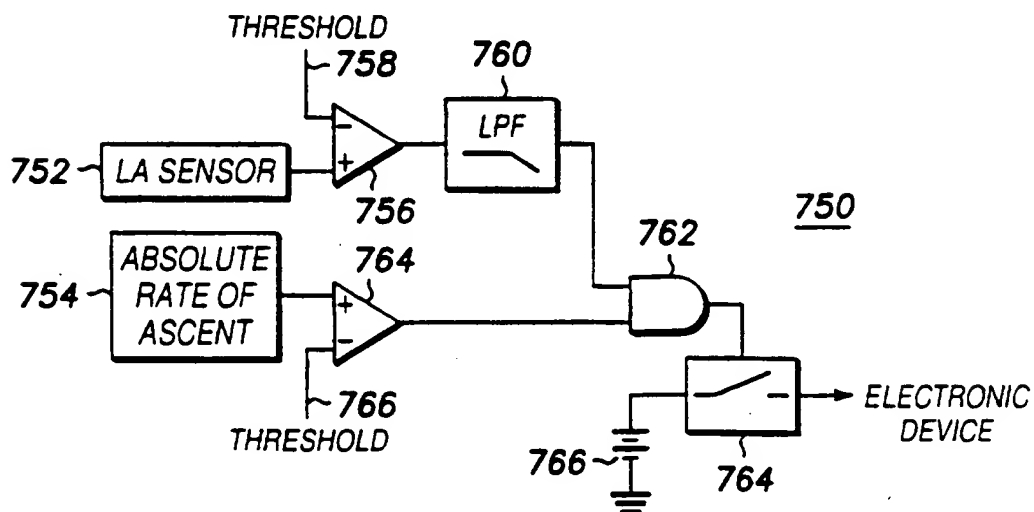 THRESHOLD
758
760
LPF
752
LA SENSOR
−
+
756
750
762
754
ABSOLUTE
RATE OF
ASCENT
764
+
−
766
THRESHOLD
ELECTRONIC
DEVICE
766
764